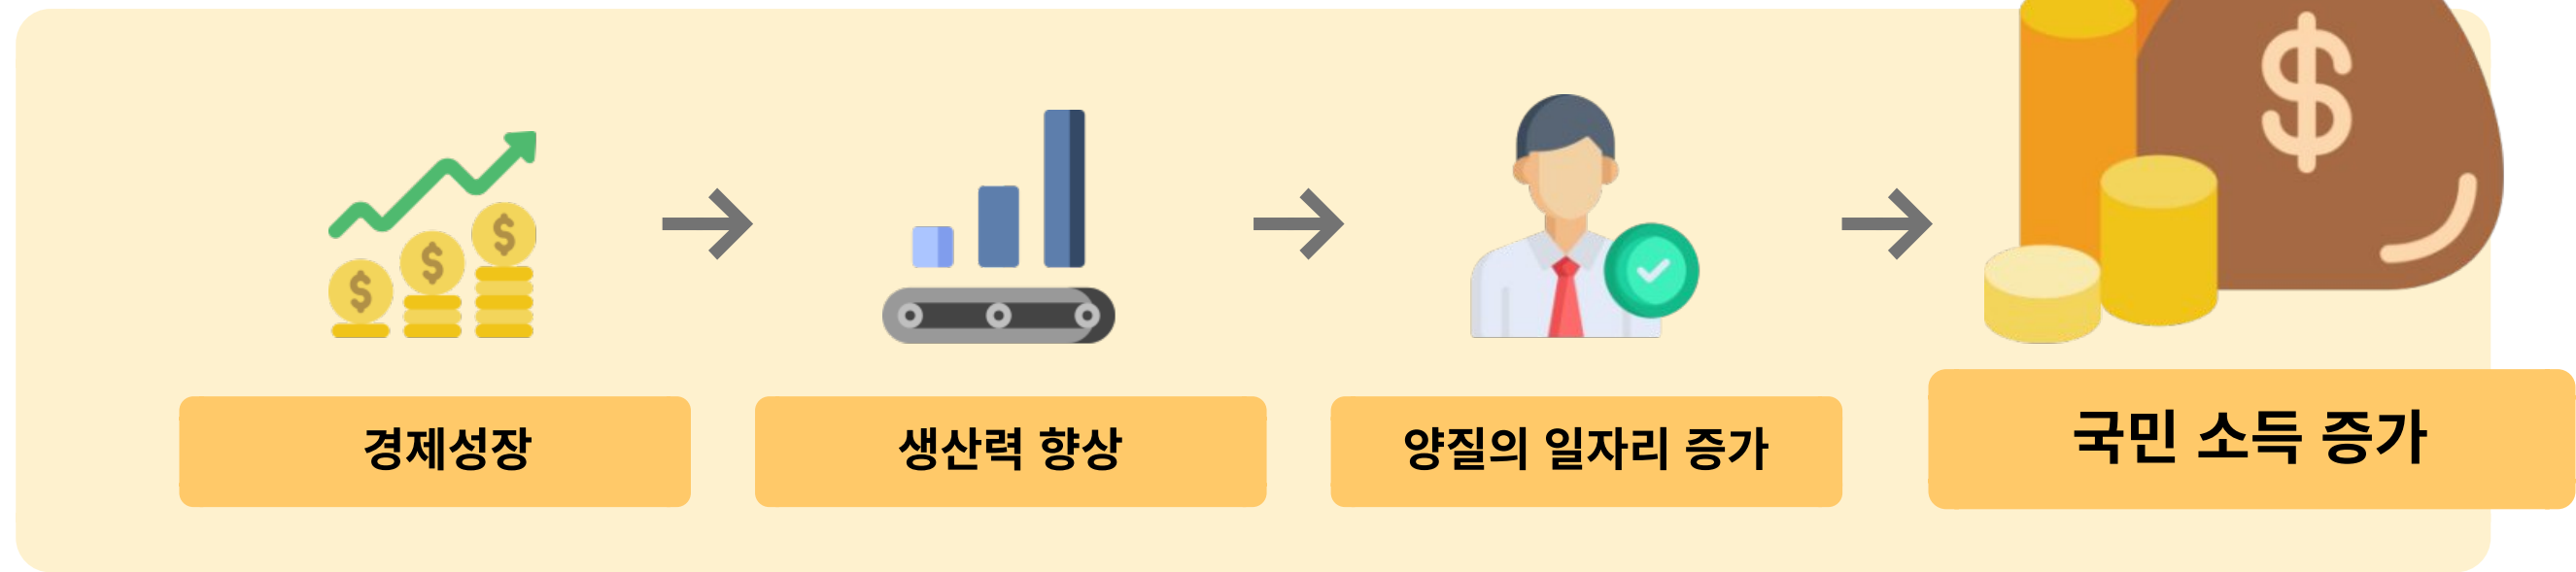 경제성장
생산력 향상
양질의 일자리 증가
국민 소득 증가
$
$
$
$